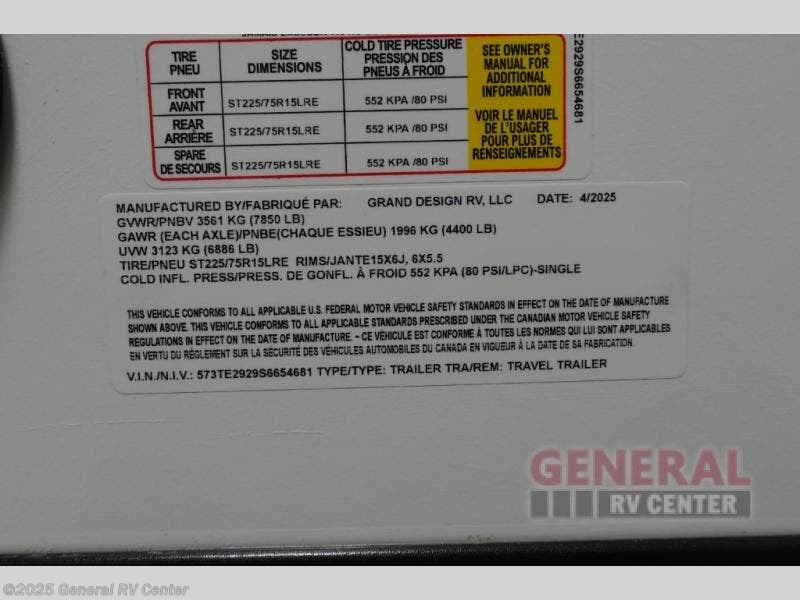 TIRE SIZE COLD TIRE PRESSURE
PNEU DIMENSIONS PRESSION DES
PNEUS À FROID
FRONT
AVANT ST225/75R15LRE 552 KPA /80 PSI
REAR
ARRIÈRE ST225/75R15LRE 552 KPA /80 PSI
SPARE
DE SECOURS ST225/75R15LRE 552 KPA /80 PSI
SEE OWNER'S
MANUAL FOR
ADDITIONAL
INFORMATION
VOIR LE MANUEL
DE L'USAGER
POUR PLUS DE
RENSEIGNEMENTS
E2929S6654681
MANUFACTURED BY/FABRIQUÉ PAR: GRAND DESIGN RV, LLC DATE: 4/2025
GVWR/PNBV 3561 KG (7850 LB)
GAWR (EACH AXLE)/PNBE(CHAQUE ESSIEU) 1996 KG (4400 LB)
UVW 3123 KG (6886 LB)
TIRE/PNEU ST225/75R15LRE RIMS/JANTE15X6J, 6X5.5
COLD INFL. PRESS/PRESS. DE GONFL. À FROID 552 KPA (80 PSI/LPC)-SINGLE
THIS VEHICLE CONFORMS TO ALL APPLICABLE U.S. FEDERAL MOTOR VEHICLE SAFETY STANDARDS IN EFFECT ON THE DATE OF MANUFACTURE
SHOWN ABOVE. THIS VEHICLE CONFORMS TO ALL APPLICABLE STANDARDS PRESCRIBED UNDER THE CANADIAN MOTOR VEHICLE SAFETY
REGULATIONS IN EFFECT ON THE DATE OF MANUFACTURE. - CE VÉHICULE EST CONFORME À TOUTES LES NORMES QUI LUI SONT APPLICABLES
EN VERTU DU RÈGLEMENT SUR LA SÉCURITÉ DES VÉHICULES AUTOMOBILES DU CANADA EN VIGUEUR À LA DATE DE SA FABRICATION.
V.I.N./N.I.V.: 573TE2929S6654681 TYPE/TYPE: TRAILER TRA/REM: TRAVEL TRAILER
GENERAL
RV CENTER
©2025 General RV Center